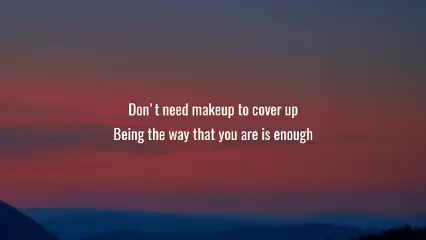 Don't need makeup to cover up
Being the way that you are is enough